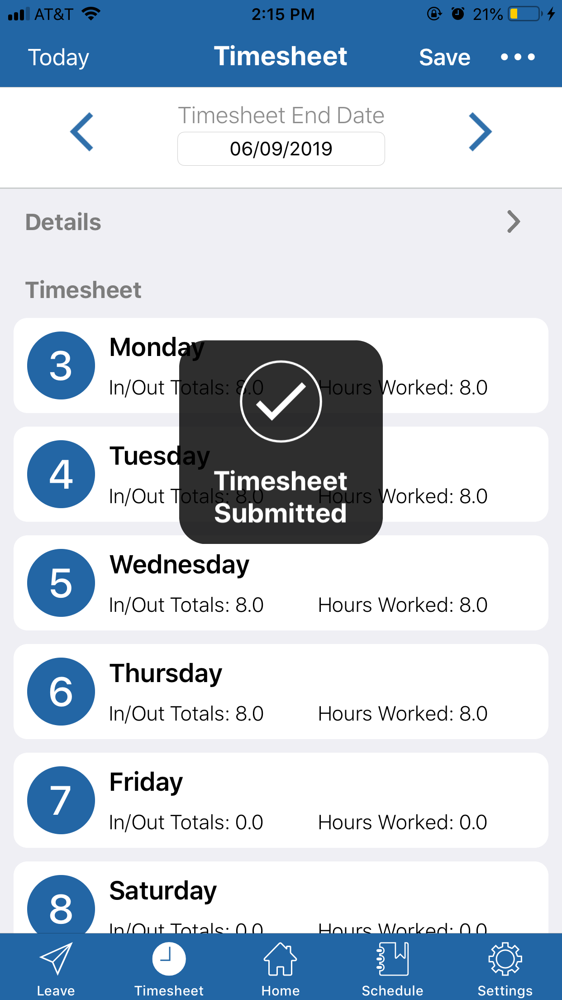 AT&T 2:15 PM 21%
Today Timesheet Save
Timesheet End Date
06/09/2019
Details
Timesheet
3 Monday
In/Out Totals: 8.0 Hours Worked: 8.0
4 Tuesday
In/Out Totals: 8.0 Hours Worked: 8.0
Timesheet
Submitted
5 Wednesday
In/Out Totals: 8.0 Hours Worked: 8.0
6 Thursday
In/Out Totals: 8.0 Hours Worked: 8.0
7 Friday
In/Out Totals: 0.0 Hours Worked: 0.0
8 Saturday
In/Out Totals: 0.0 Hours Worked: 0.0
Leave Timesheet Home Schedule Settings